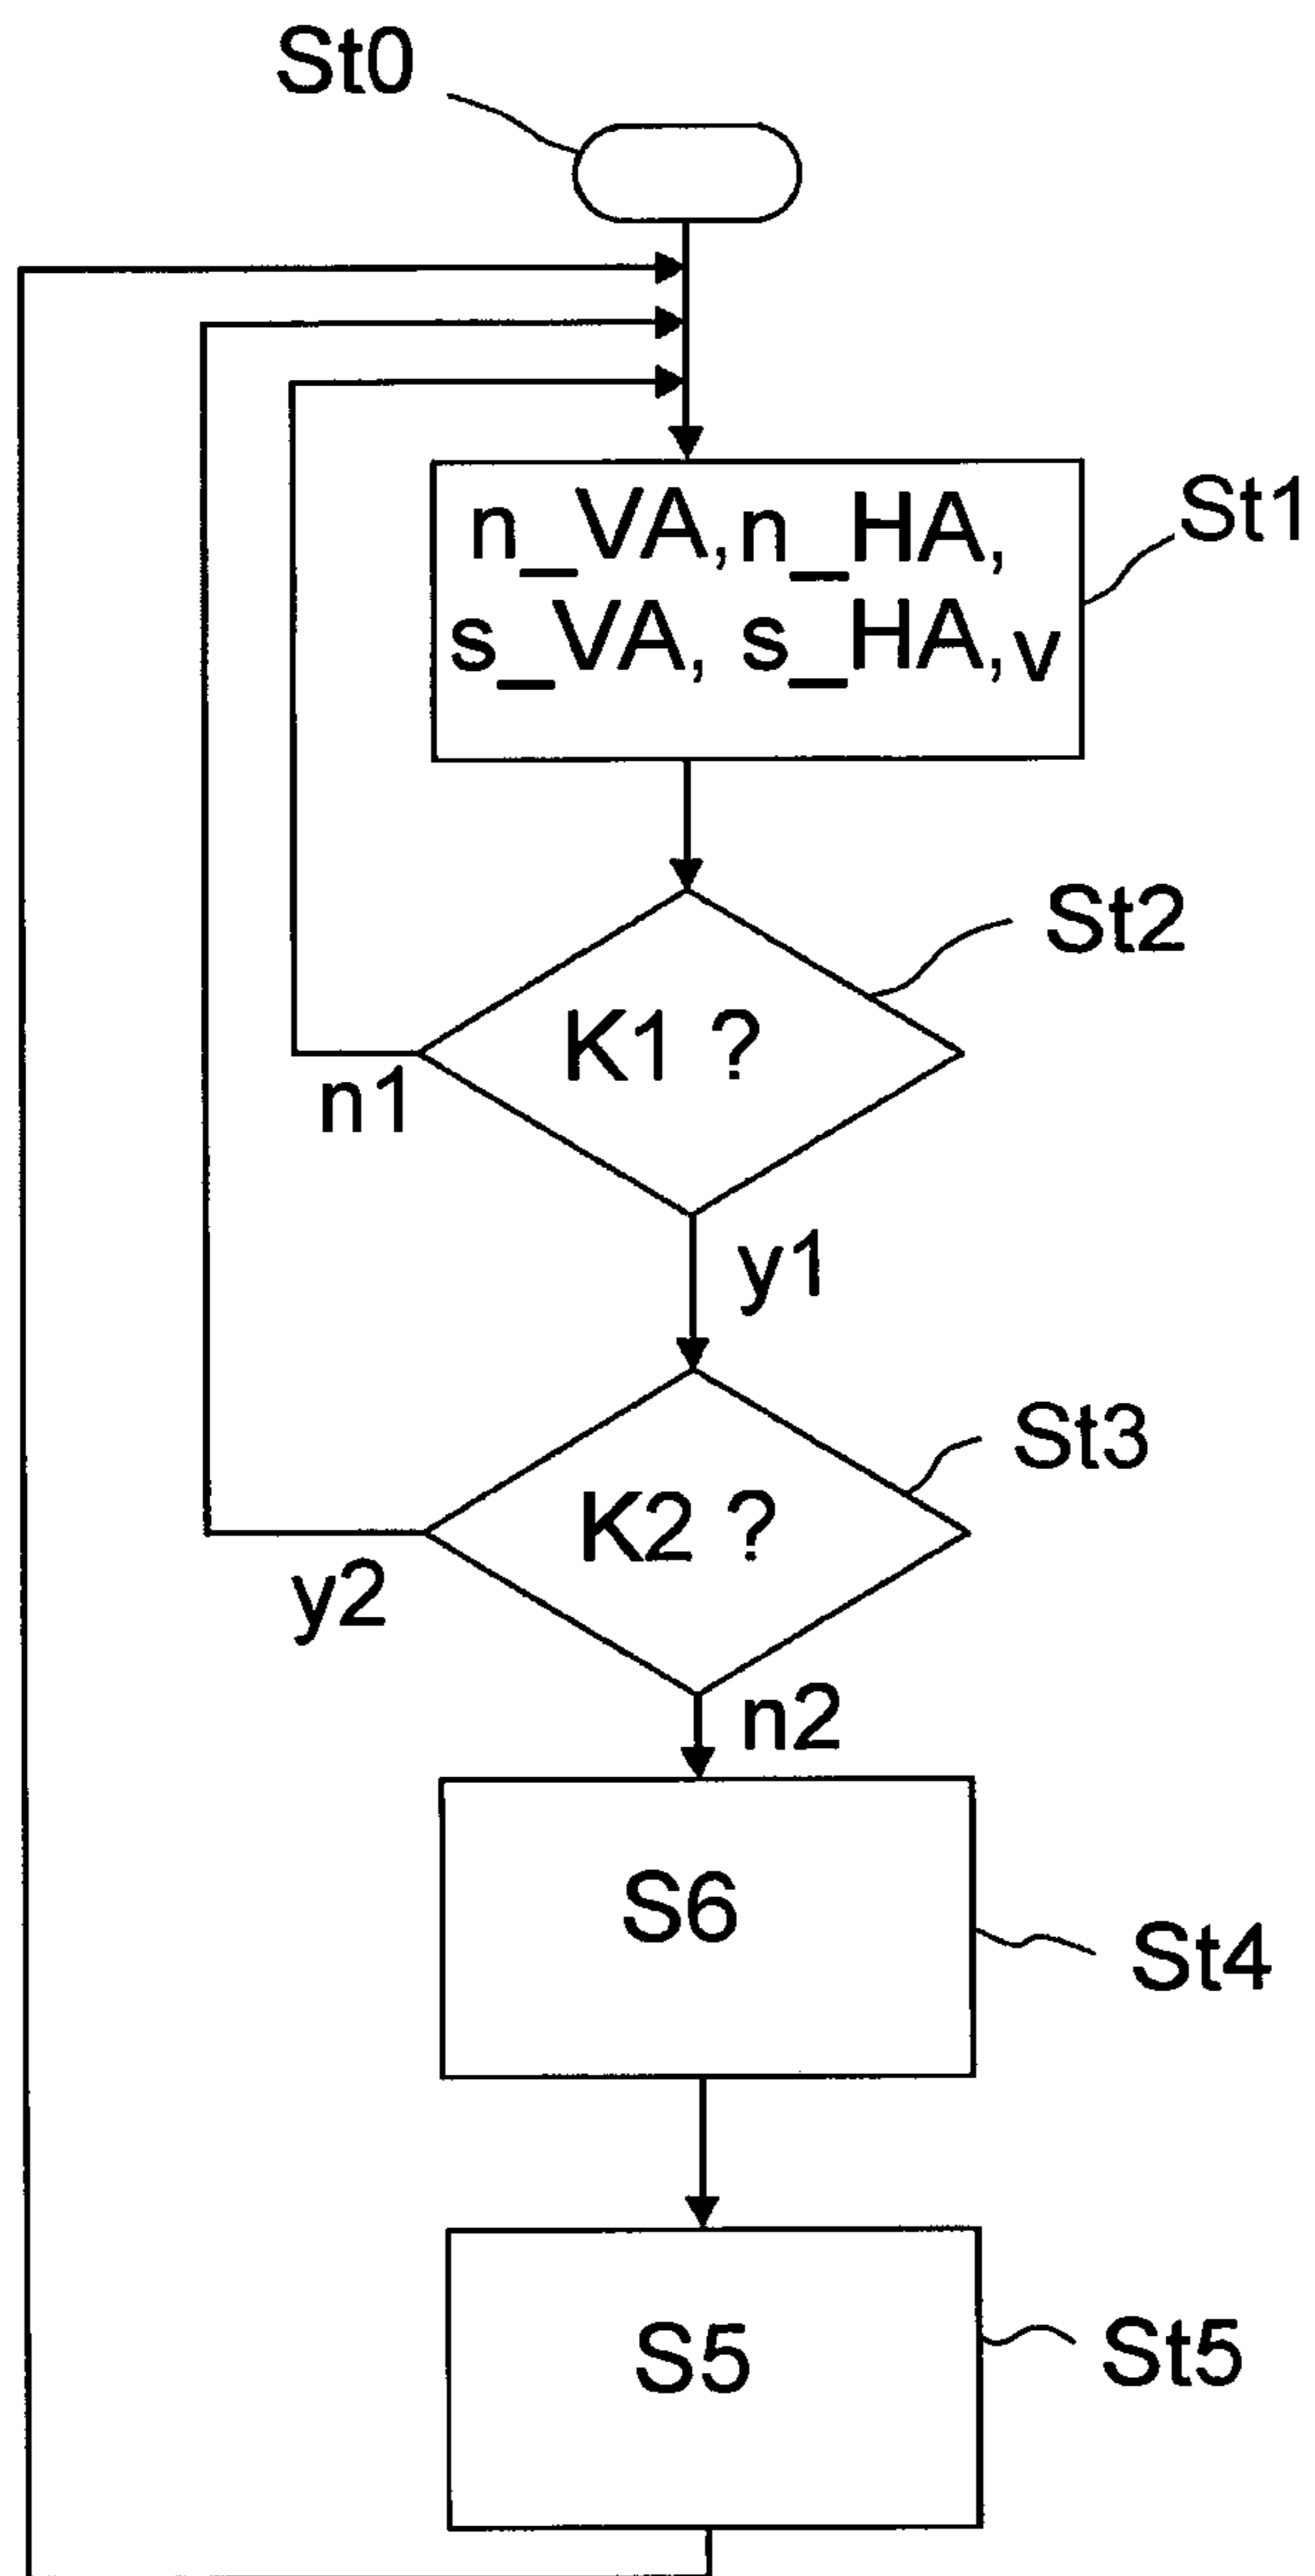 St0
n_VA, n_HA,
s_VA, s_HA, v
St1
St2
K1 ?
n1
y1
St3
K2 ?
y2
n2
S6
St4
S5
St5